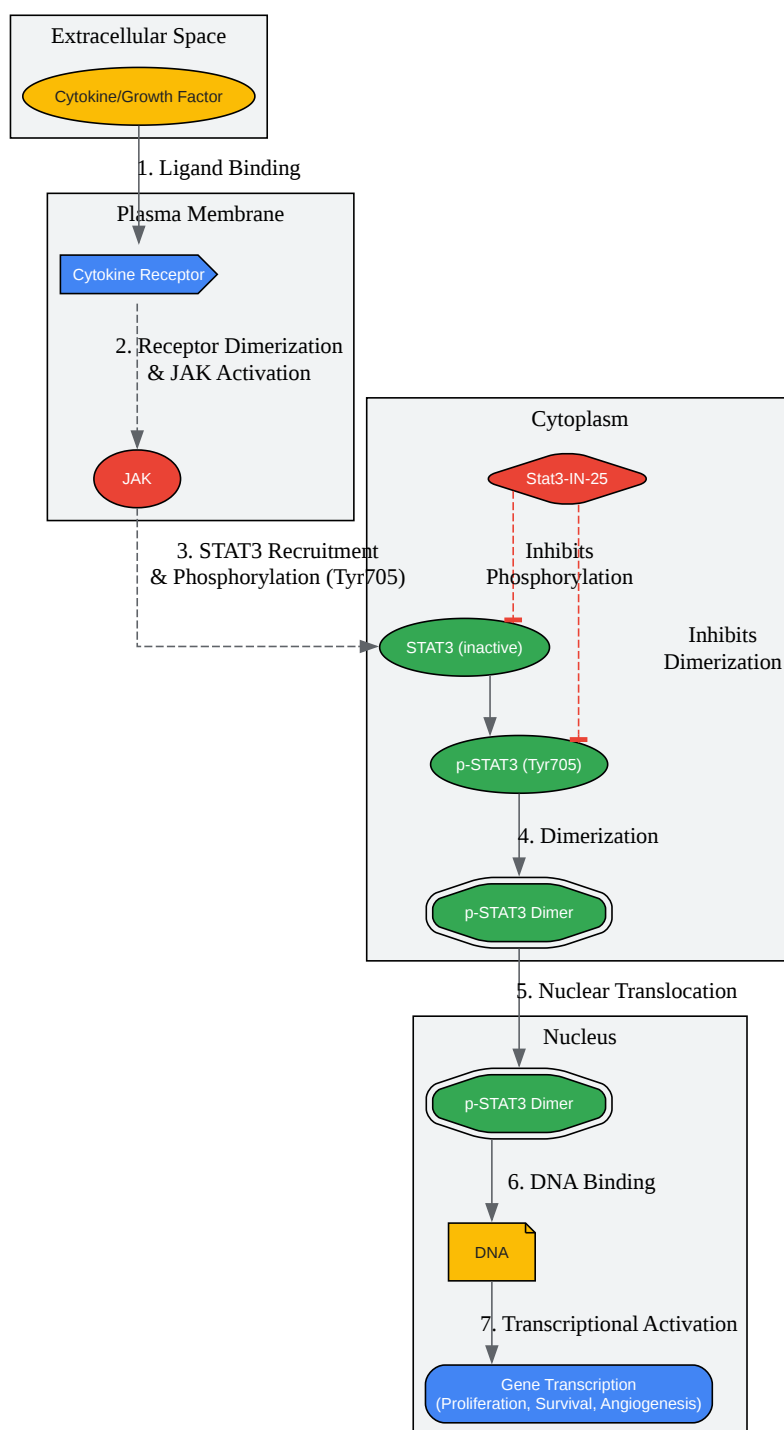 Extracellular Space
Cytokine/Growth Factor
1. Ligand Binding
Plasma Membrane
Cytokine Receptor
2. Receptor Dimerization
& JAK Activation
JAK
Cytoplasm
Stat3-IN-25
3. STAT3 Recruitment
& Phosphorylation (Tyr705)
Inhibits
Phosphorylation
STAT3 (inactive)
Inhibits
Dimerization
p-STAT3 (Tyr705)
4. Dimerization
p-STAT3 Dimer
5. Nuclear Translocation
Nucleus
p-STAT3 Dimer
6. DNA Binding
DNA
7. Transcriptional Activation
Gene Transcription
(Proliferation, Survival, Angiogenesis)